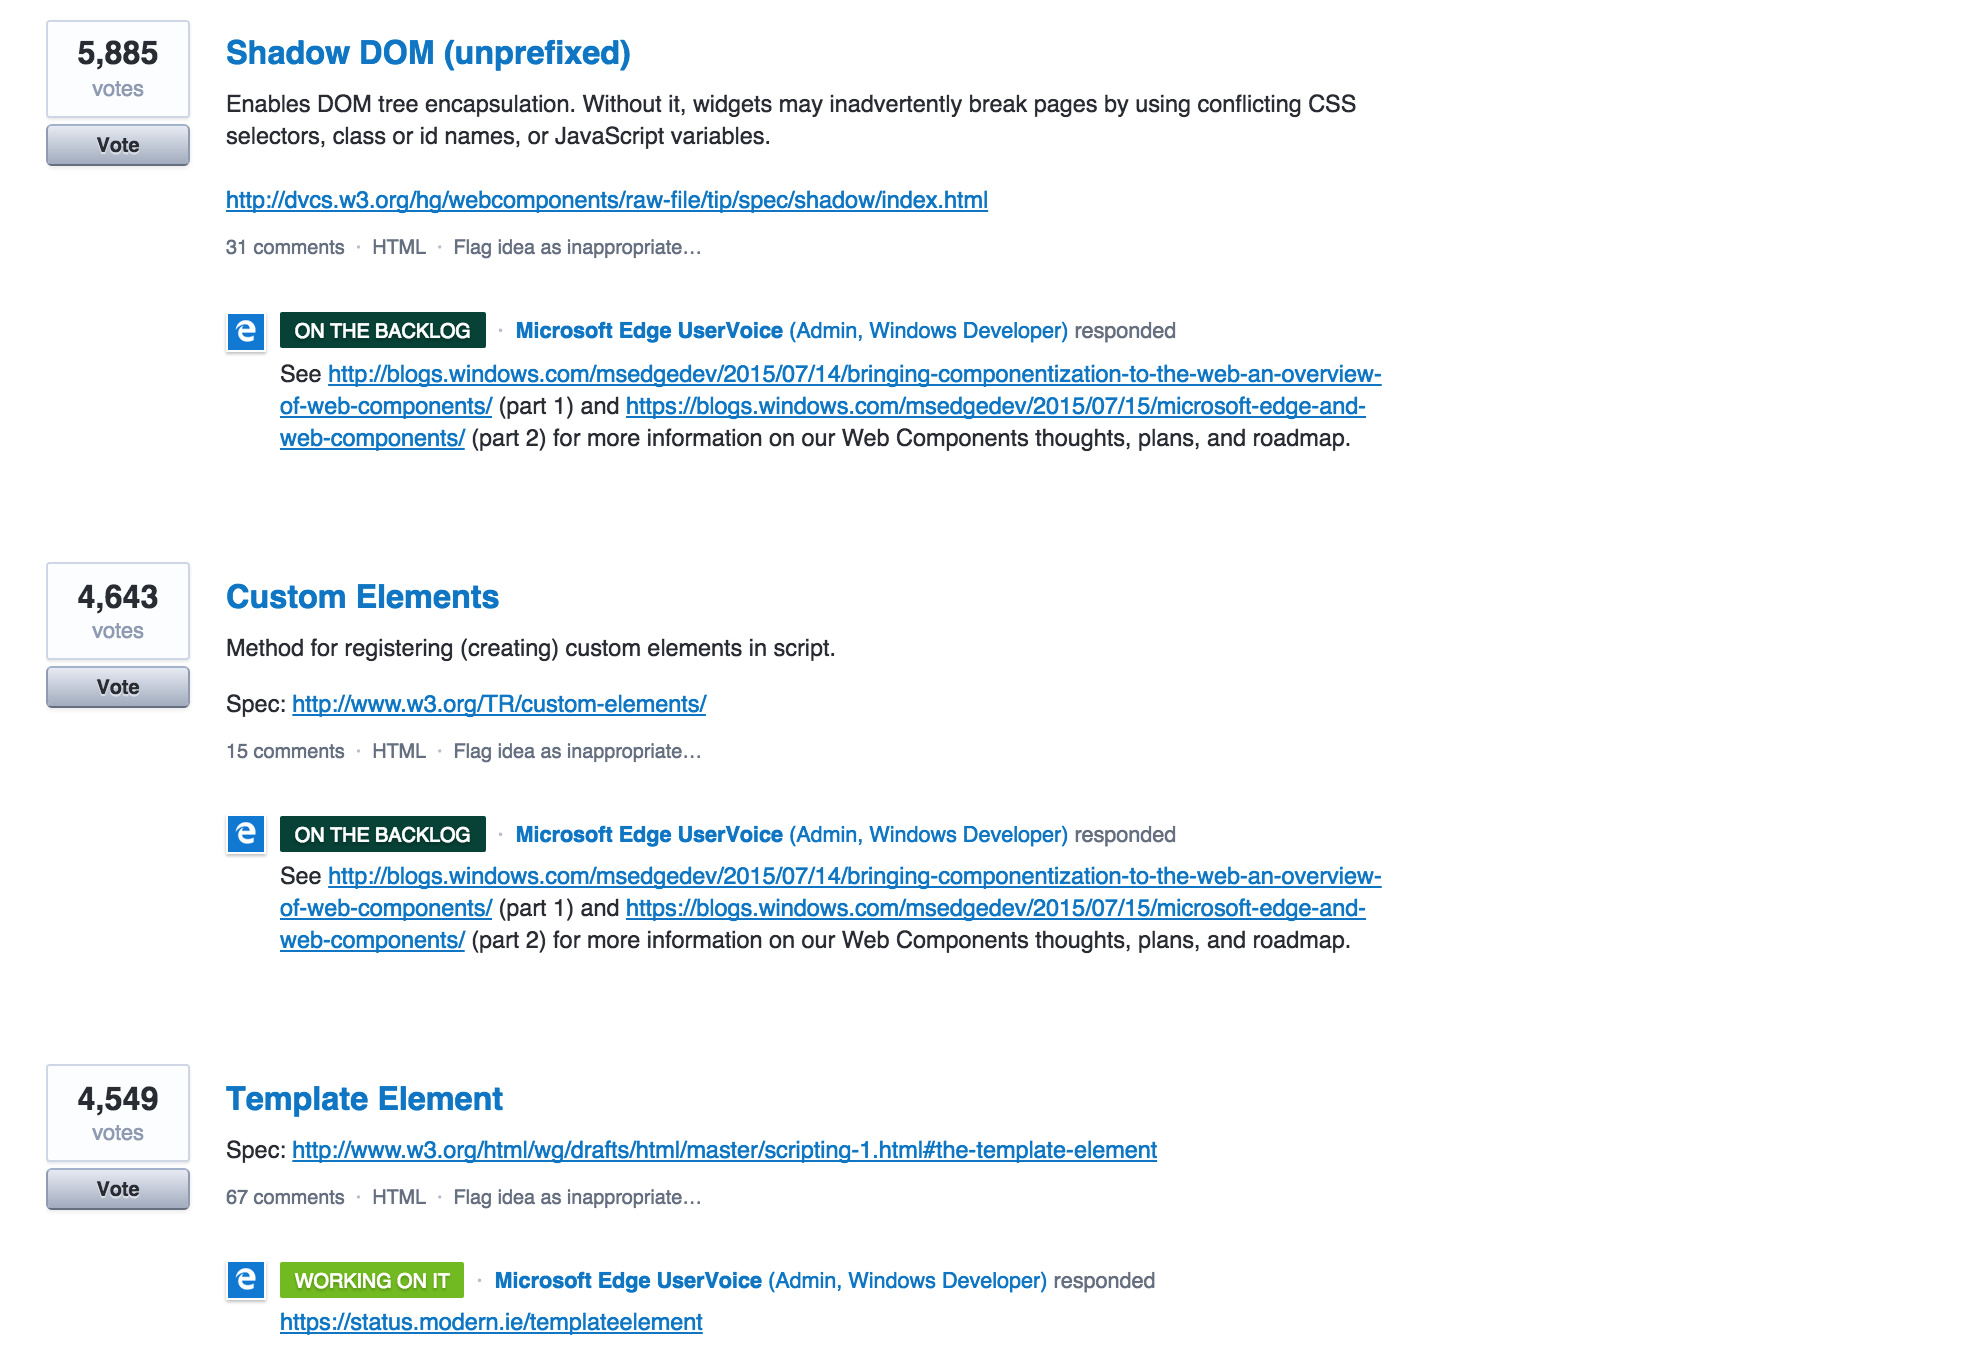 5,885
votes
Vote
Shadow DOM (unprefixed)
Enables DOM tree encapsulation. Without it, widgets may inadvertently break pages by using conflicting CSS
selectors, class or id names, or JavaScript variables.
http://dvcs.w3.org/hg/webcomponents/raw-file/tip/spec/shadow/index.html
31 comments · HTML · Flag idea as inappropriate…
ON THE BACKLOG · Microsoft Edge UserVoice (Admin, Windows Developer) responded
See http://blogs.windows.com/msedgedev/2015/07/14/bringing-componentization-to-the-web-an-overview-
of-web-components/ (part 1) and https://blogs.windows.com/msedgedev/2015/07/15/microsoft-edge-and-
web-components/ (part 2) for more information on our Web Components thoughts, plans, and roadmap.
4,643
votes
Vote
Custom Elements
Method for registering (creating) custom elements in script.
Spec: http://www.w3.org/TR/custom-elements/
15 comments · HTML · Flag idea as inappropriate…
ON THE BACKLOG · Microsoft Edge UserVoice (Admin, Windows Developer) responded
See http://blogs.windows.com/msedgedev/2015/07/14/bringing-componentization-to-the-web-an-overview-
of-web-components/ (part 1) and https://blogs.windows.com/msedgedev/2015/07/15/microsoft-edge-and-
web-components/ (part 2) for more information on our Web Components thoughts, plans, and roadmap.
4,549
votes
Vote
Template Element
Spec: http://www.w3.org/html/wg/drafts/html/master/scripting-1.html#the-template-element
67 comments · HTML · Flag idea as inappropriate…
WORKING ON IT · Microsoft Edge UserVoice (Admin, Windows Developer) responded
https://status.modern.ie/templateelement